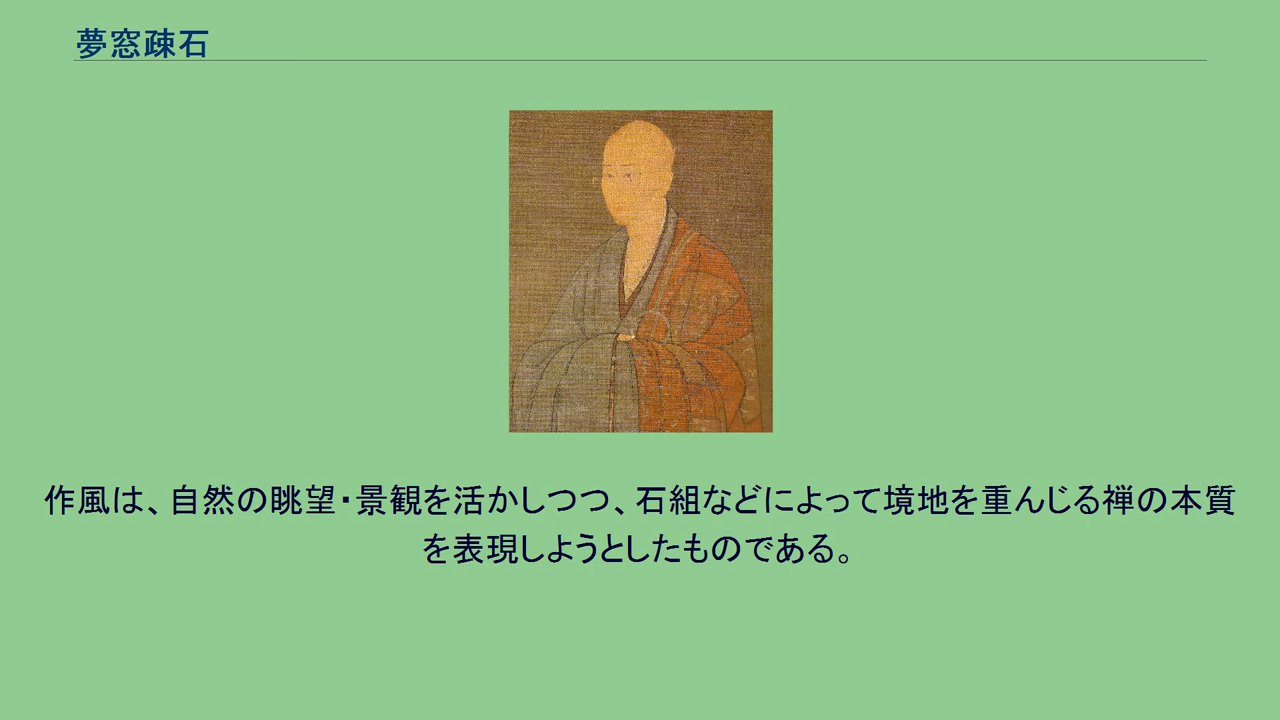 夢窓疎石
作風は、自然の眺望・景観を活かしつつ、石組などによって境地を重んじる禅の本質
を表現しようとしたものである。